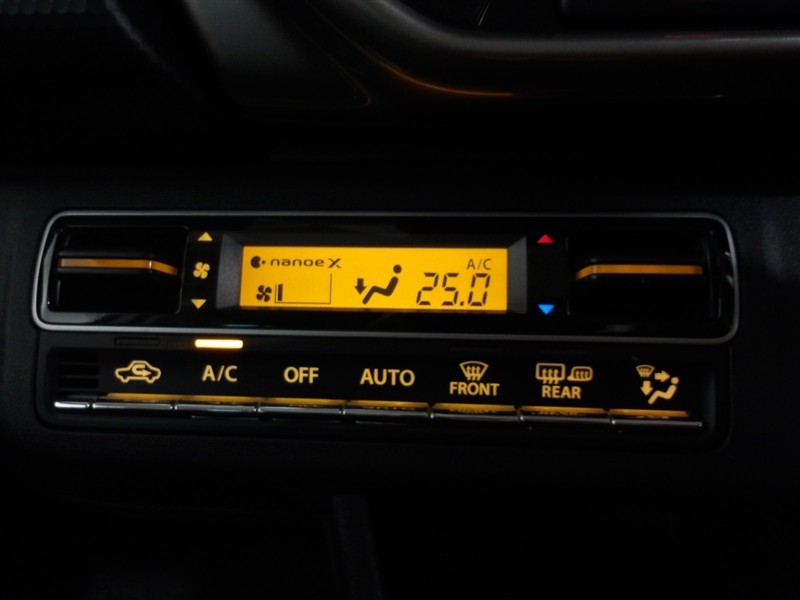 nanoe X
A/C
25.0
A/C OFF AUTO FRONT REAR